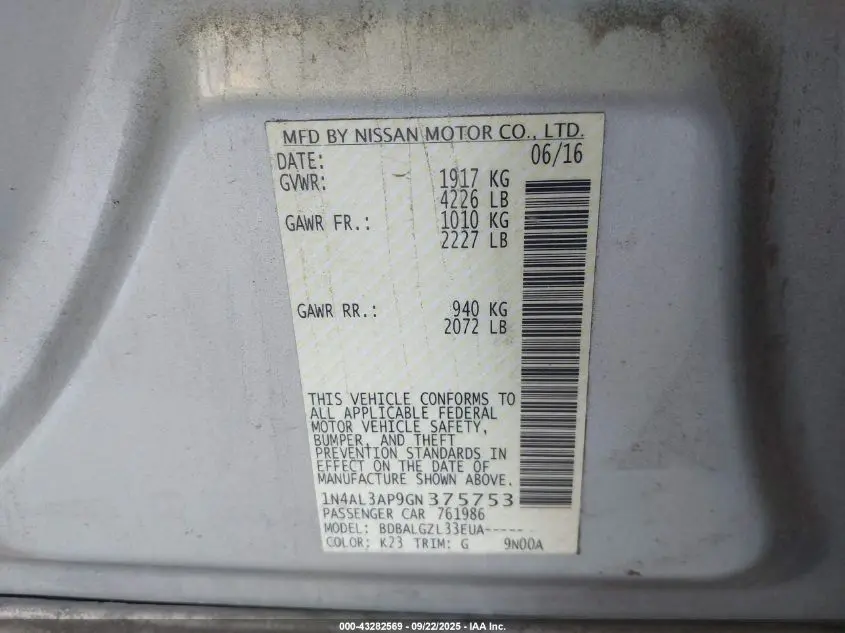 MFD BY NISSAN MOTOR CO., LTD.
DATE: 06/16
GVWR: 1917 KG
4226 LB
GAWR FR.: 1010 KG
2227 LB
GAWR RR.: 940 KG
2072 LB
THIS VEHICLE CONFORMS TO
ALL APPLICABLE FEDERAL
MOTOR VEHICLE SAFETY,
BUMPER, AND THEFT
PREVENTION STANDARDS IN
EFFECT ON THE DATE OF
MANUFACTURE SHOWN ABOVE.
1N4AL3AP9GN375753
PASSENGER CAR 761986
MODEL: BDBALGZL33EUA-----
COLOR: K23 TRIM: G 9N00A
000-43282569 - 09/22/2025 - IAA Inc.